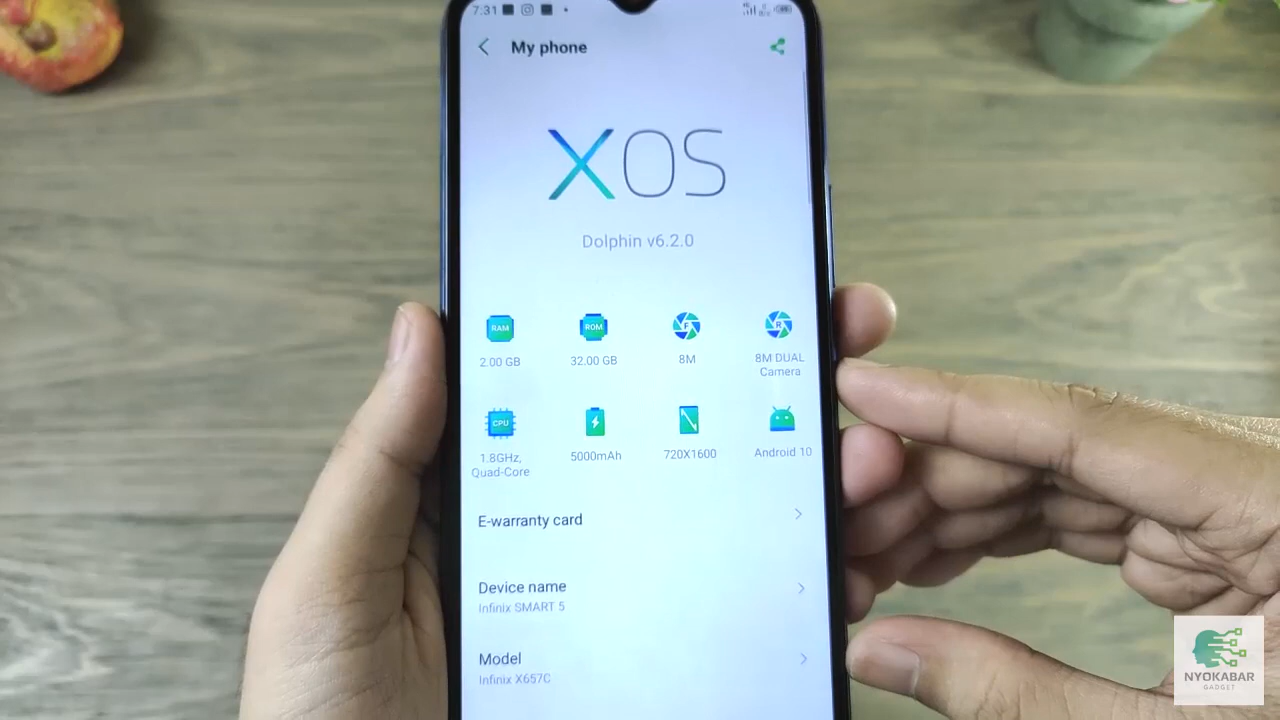 7:31
My phone
XOS
Dolphin v6.2.0
RAM
ROM
F
R
2.00 GB
32.00 GB
8M
8M DUAL
Camera
CPU
1.8GHz,
Quad-Core
5000mAh
720X1600
Android 10
E-warranty card
Device name
Infinix SMART 5
Model
Infinix X657C
NYOKABAR
GADGET